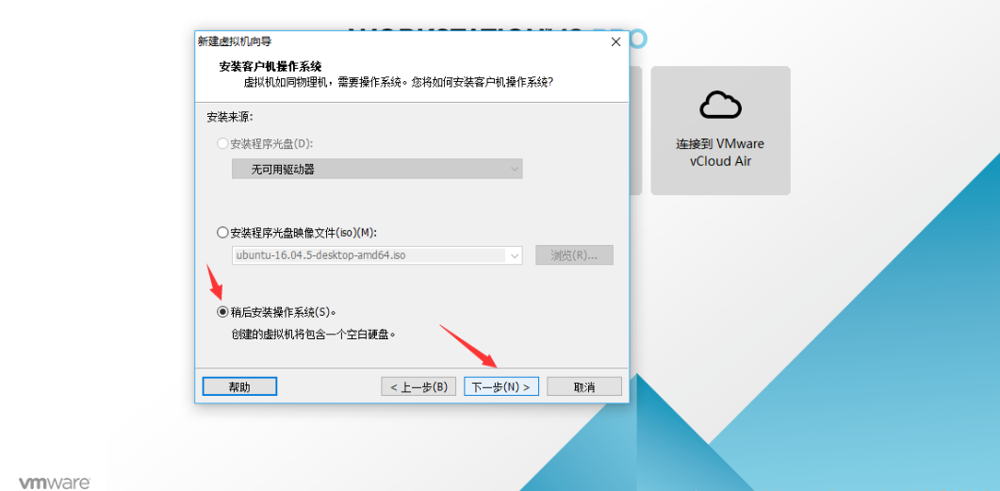 新建虚拟机向导
安装客户机操作系统
虚拟机如同物理机，需要操作系统。您将如何安装客户机操作系统?
安装来源:
安装程序光盘(D):
无可用驱动器
安装程序光盘映像文件(iso)(M):
ubuntu-16.04.5-desktop-amd64.iso
浏览(R)...
稍后安装操作系统(S)。
创建的虚拟机将包含一个空白硬盘。
帮助
< 上一步(B)
下一步(N) >
取消
连接到 VMware
vCloud Air
vmware